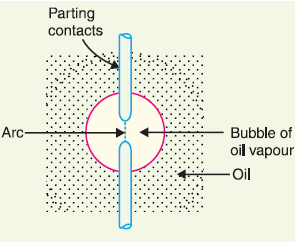 Parting
contacts
Arc
Bubble of
oil vapour
Oil